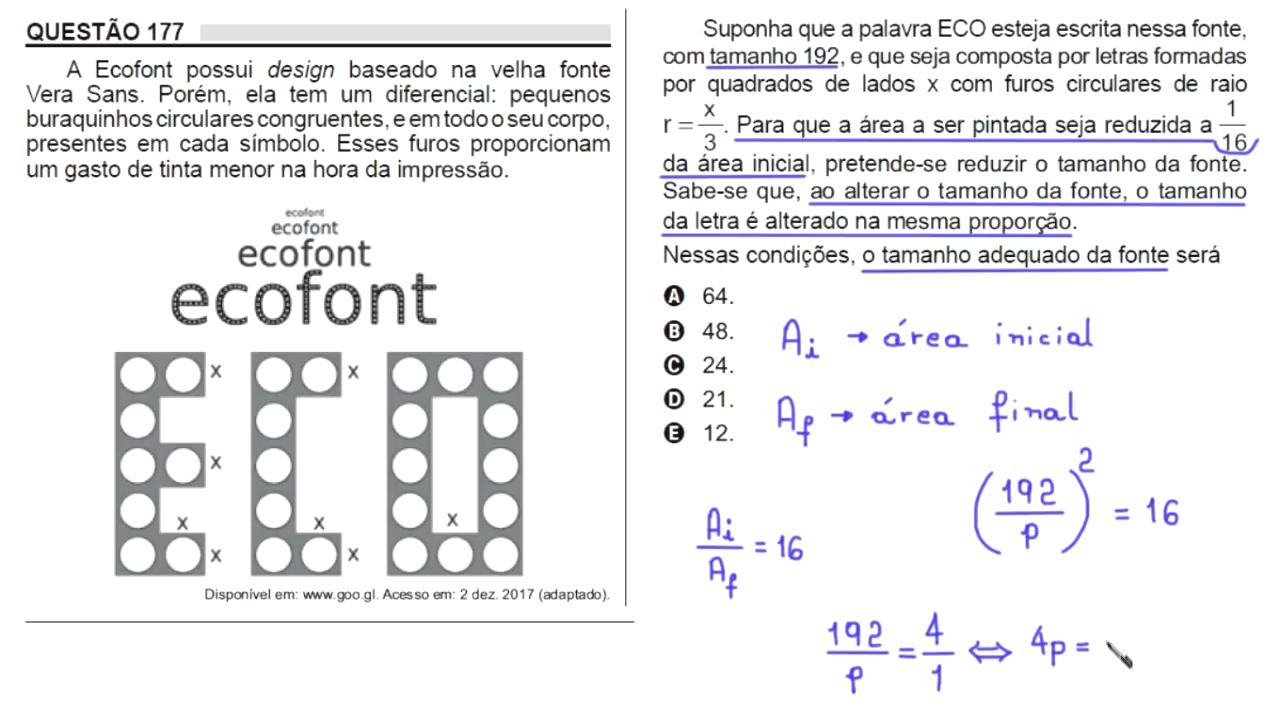 QUESTÃO 177
A Ecofont possui design baseado na velha fonte
Vera Sans. Porém, ela tem um diferencial: pequenos
buraquinhos circulares congruentes, e em todo o seu corpo,
presentes em cada símbolo. Esses furos proporcionam
um gasto de tinta menor na hora da impressão.
ecofont
ecofont
ecofont
ecofont
ECO
x x
x
x x x
x x
Disponível em: www.goo.gl. Acesso em: 2 dez. 2017 (adaptado).
Suponha que a palavra ECO esteja escrita nessa fonte,
com tamanho 192, e que seja composta por letras formadas
por quadrados de lados x com furos circulares de raio
r = x/3. Para que a área a ser pintada seja reduzida a 1/16
da área inicial, pretende-se reduzir o tamanho da fonte.
Sabe-se que, ao alterar o tamanho da fonte, o tamanho
da letra é alterado na mesma proporção.
Nessas condições, o tamanho adequado da fonte será
A 64.
B 48.
C 24.
D 21.
E 12.
Ai → área inicial
Af → área final
Ai/Af = 16
(192/p)² = 16
192/p = 4/1 ⇔ 4p =